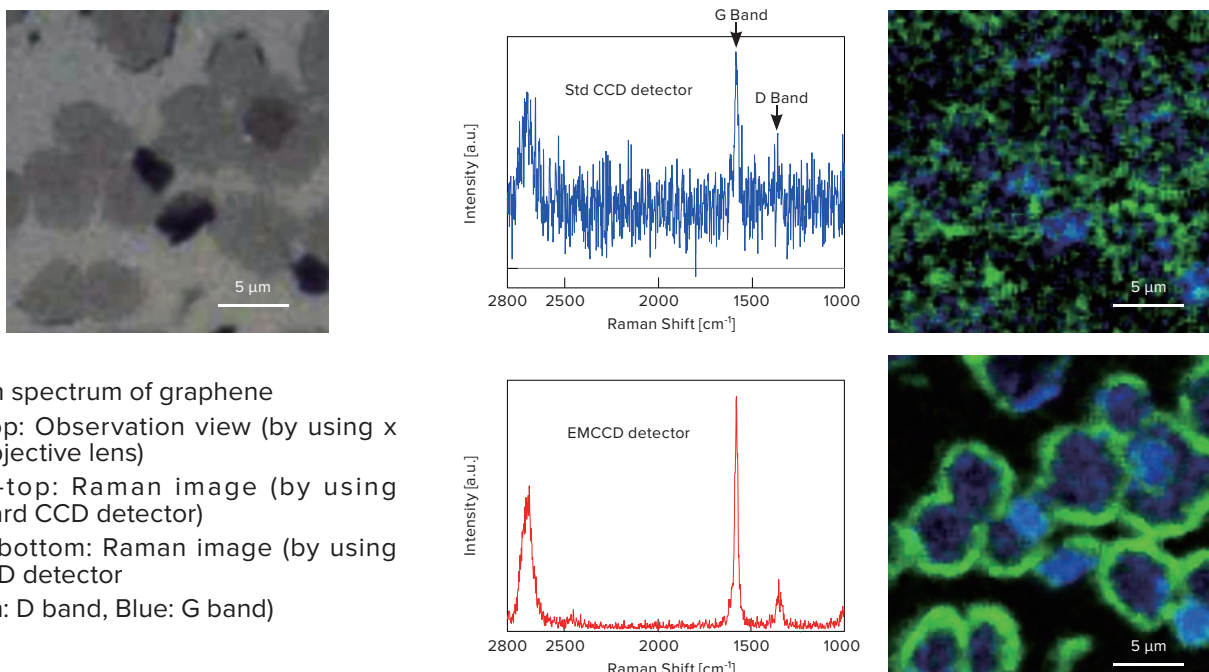 5 µm
G Band
Std CCD detector
D Band
Intensity [a.u.]
2800 2500 2000 1500 1000
Raman Shift [cm⁻¹]
5 µm
spectrum of graphene
Observation view (by using x
lens)
top: Raman image (by using
CCD detector)
bottom: Raman image (by using
detector
: D band, Blue: G band)
EMCCD detector
Intensity [a.u.]
2800 2500 2000 1500 1000
Raman Shift [cm⁻¹]
5 µm